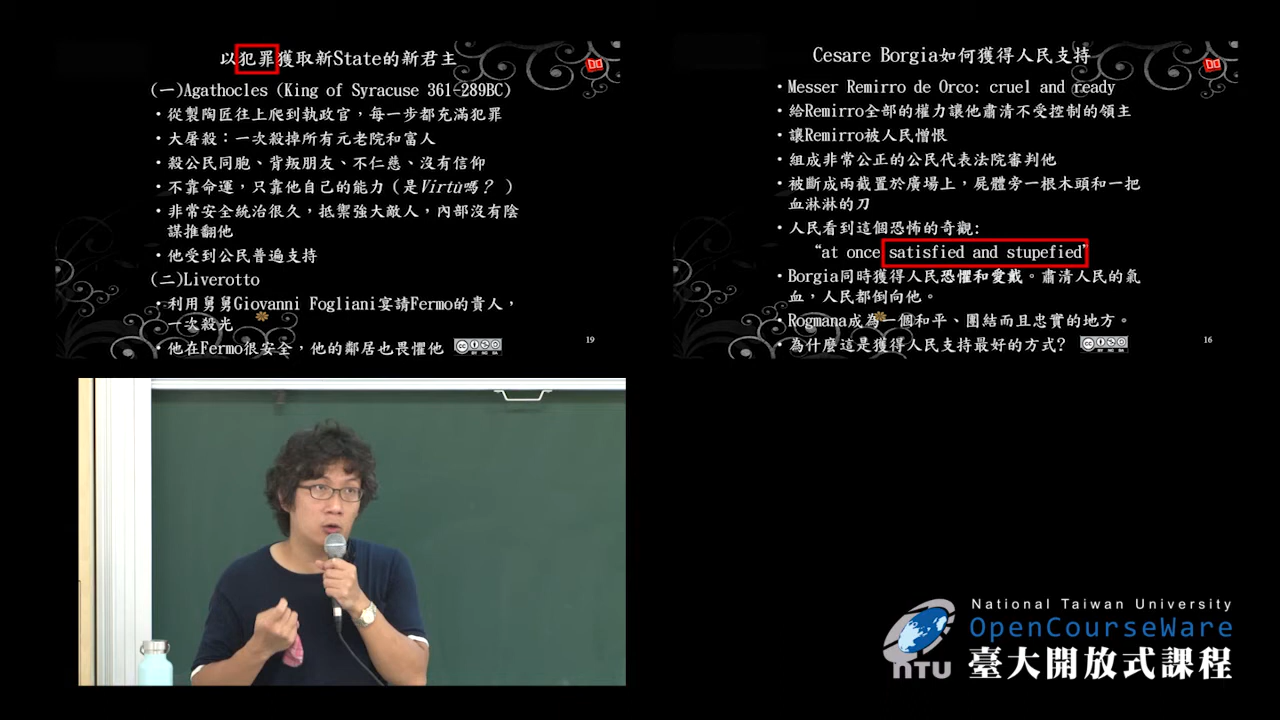 以犯罪獲取新State的新君主
(一)Agathocles (King of Syracuse 361-289BC)
•從製陶匠往上爬到執政官，每一步都充滿犯罪
•大屠殺：一次殺掉所有元老院和富人
•殺公民同胞、背叛朋友、不仁慈、沒有信仰
•不靠命運，只靠他自己的能力（是Virtù嗎？）
•非常安全統治很久，抵禦強大敵人，內部沒有陰
謀推翻他
•他受到公民普遍支持
(二)Liverotto
•利用舅舅Giovanni Fogliani宴請Fermo的貴人，
一次殺光
•他在Fermo很安全，他的鄰居也畏懼他
19
Cesare Borgia如何獲得人民支持
•Messer Remirro de Orco: cruel and ready
•給Remirro全部的權力讓他肅清不受控制的領主
•讓Remirro被人民憎恨
•組成非常公正的公民代表法院審判他
•被斷成兩截置於廣場上，屍體旁一根木頭和一把
血淋淋的刀
•人民看到這個恐怖的奇觀:
“at once satisfied and stupefied”
•Borgia同時獲得人民恐懼和愛戴。肅清人民的氣
血，人民都倒向他。
•Rogmana成為一個和平、團結而且忠實的地方。
•為什麼這是獲得人民支持最好的方式?
16
National Taiwan University
OpenCourseWare
NTU 臺大開放式課程